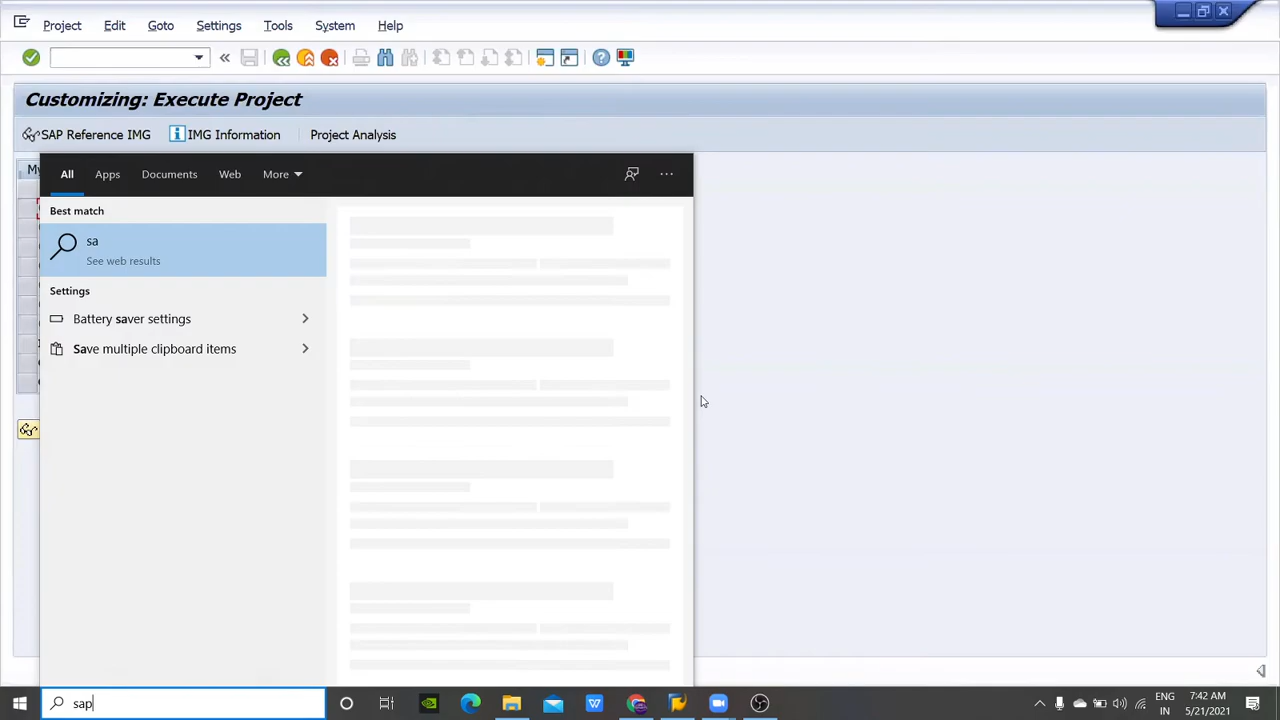 Project Edit Goto Settings Tools System Help
Customizing: Execute Project
SAP Reference IMG IMG Information Project Analysis
My
All Apps Documents Web More
Best match
sa
See web results
Settings
Battery saver settings
Save multiple clipboard items
sap
ENG 7:42 AM
IN 5/21/2021